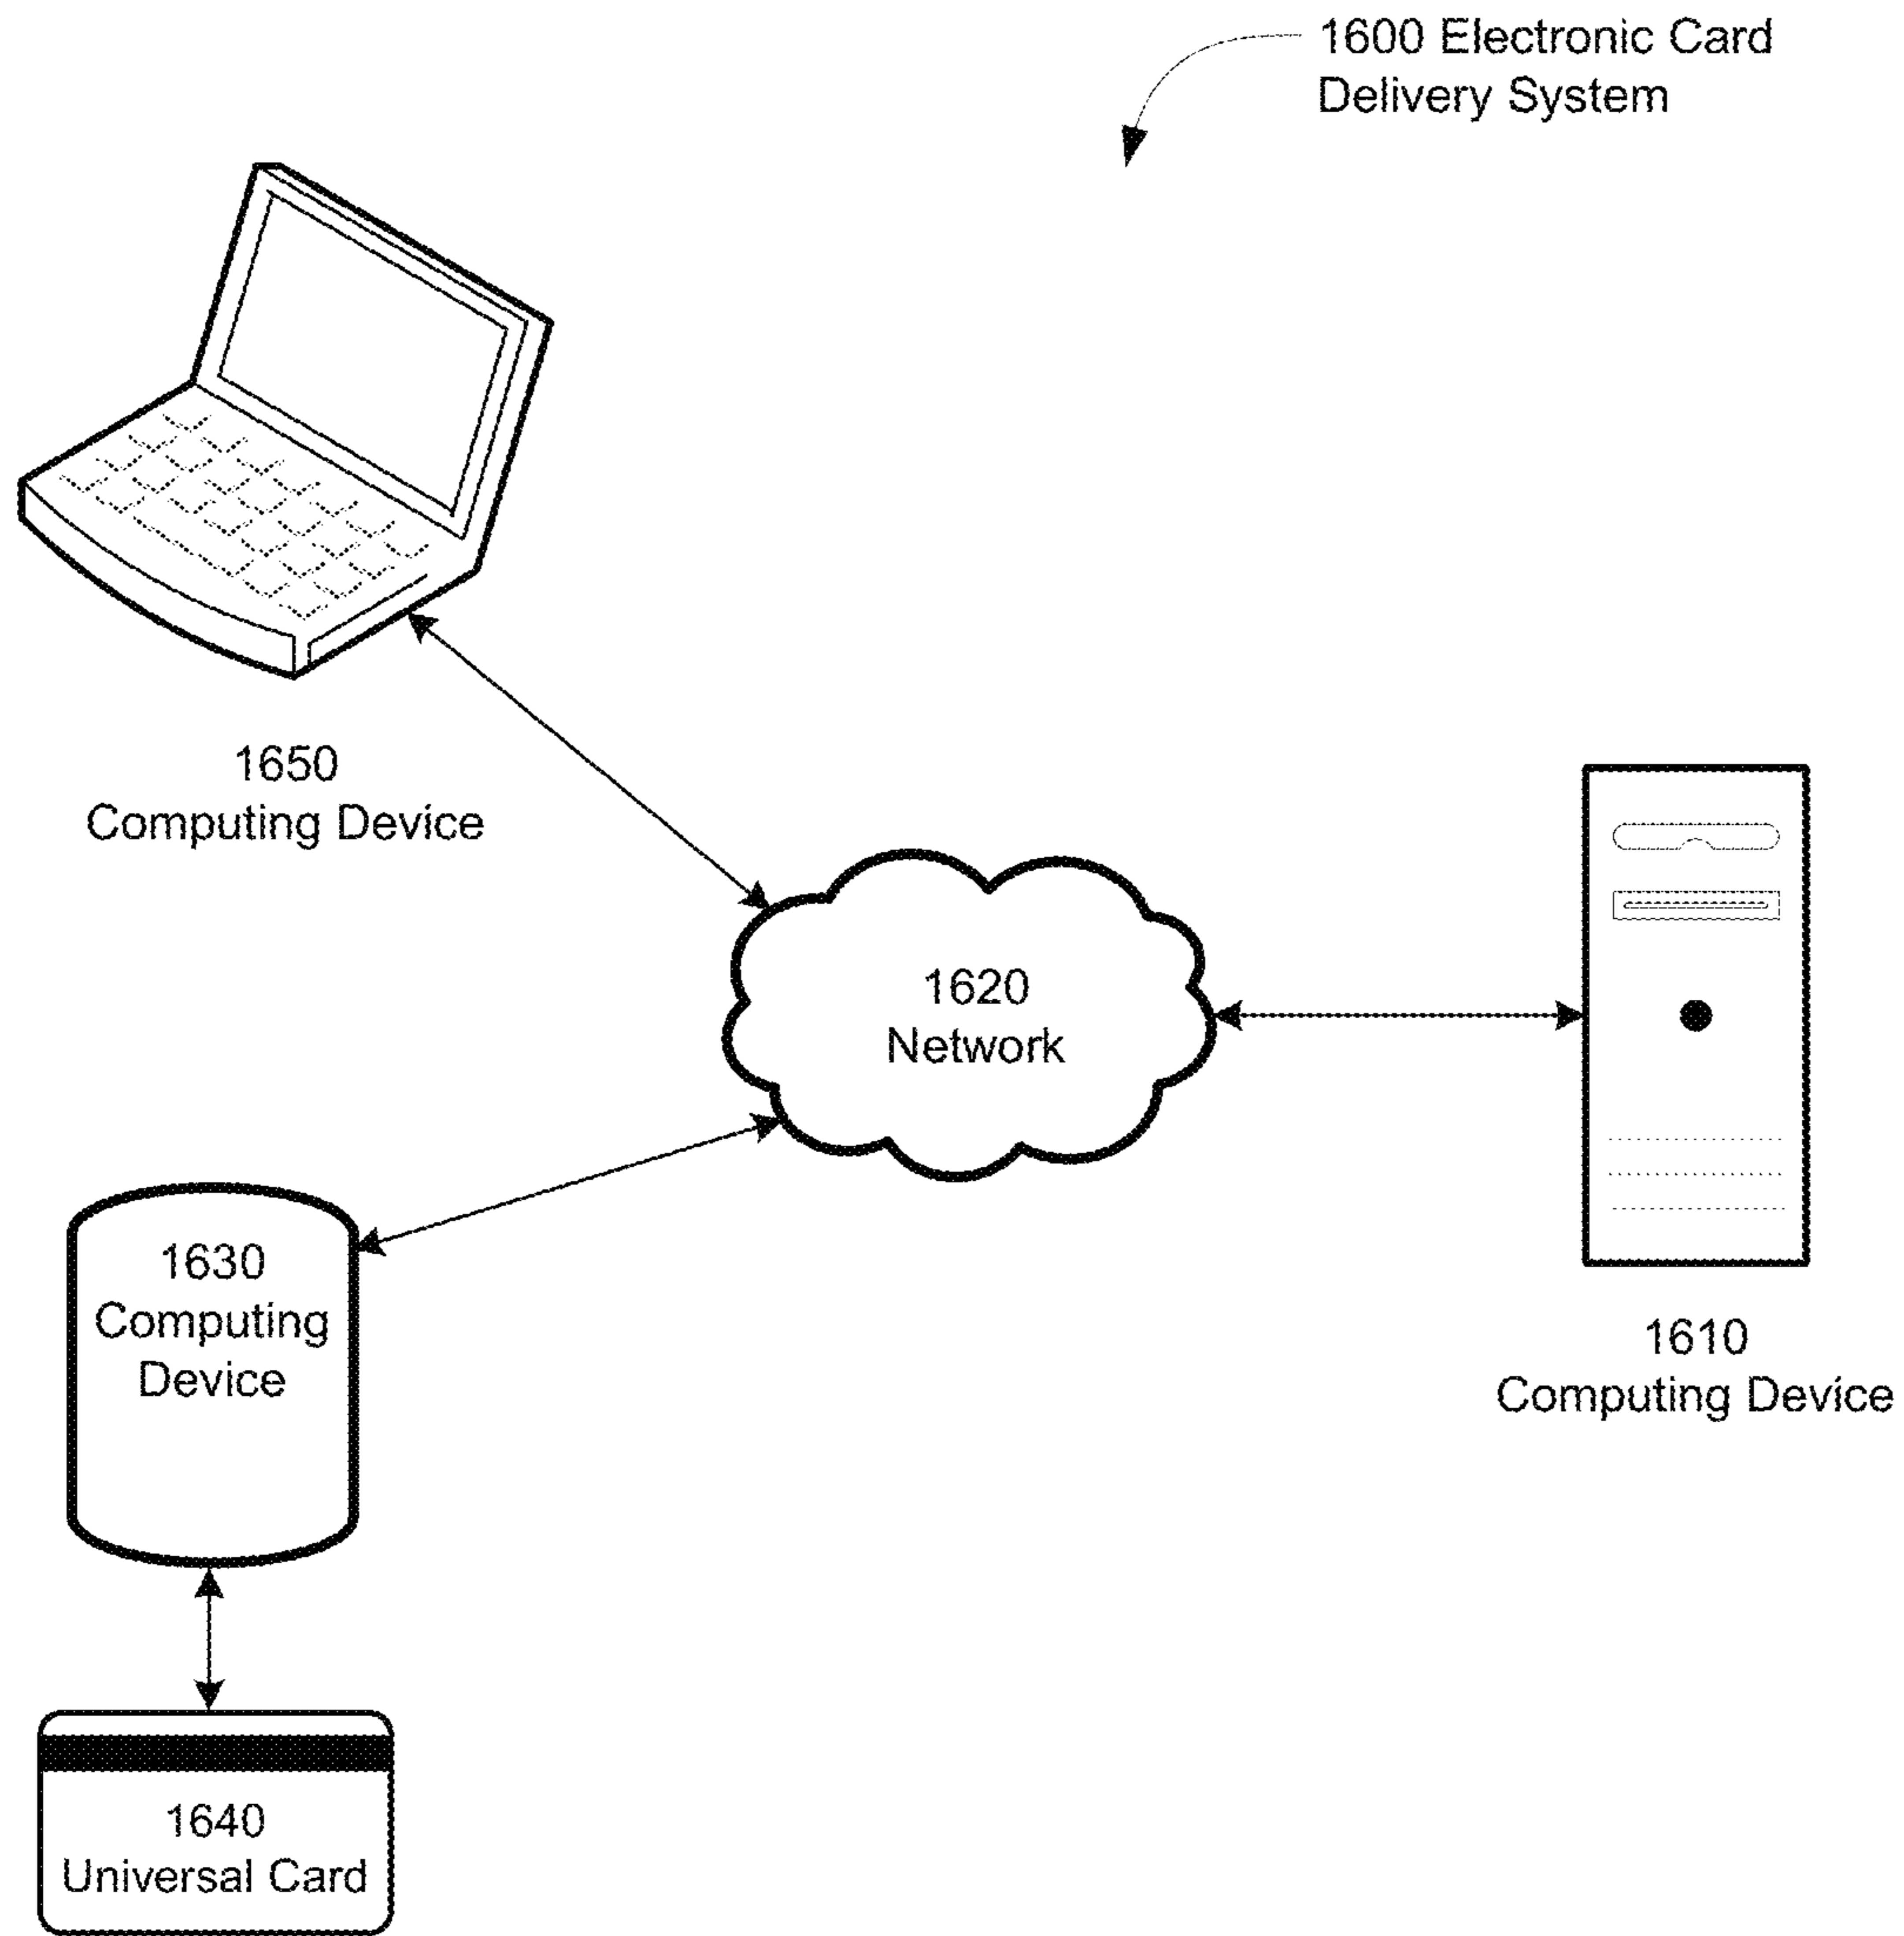 1600 Electronic Card
Delivery System
1650
Computing Device
1620
Network
1630
Computing
Device
1610
Computing Device
1640
Universal Card